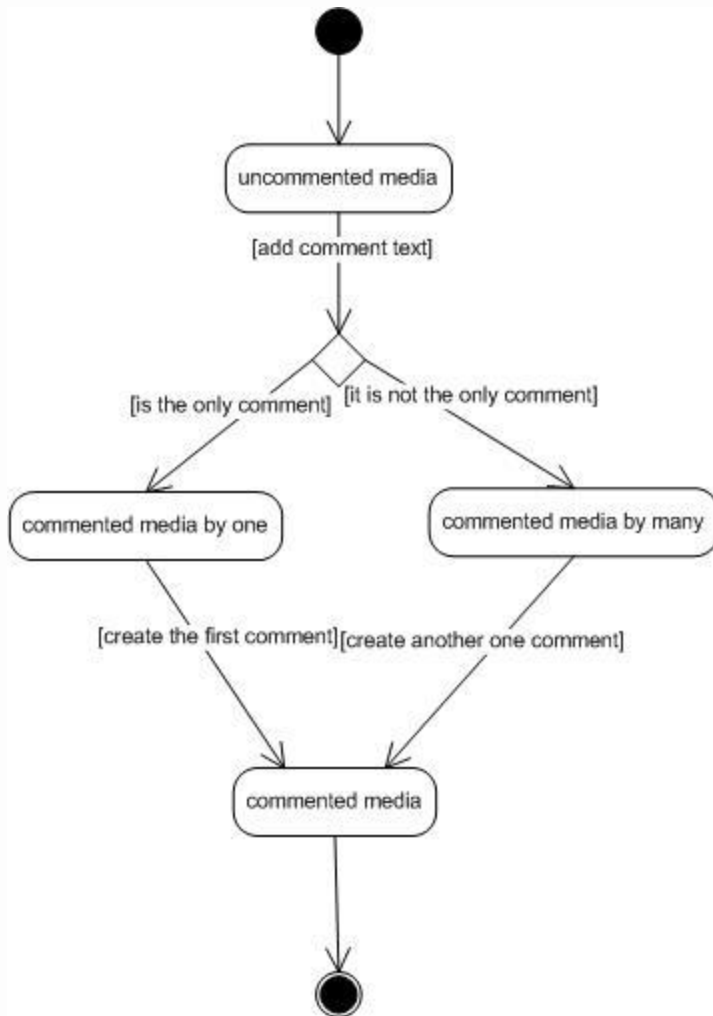 uncommented media
[add comment text]
[is the only comment]
[it is not the only comment]
commented media by one
commented media by many
[create the first comment]
[create another one comment]
commented media